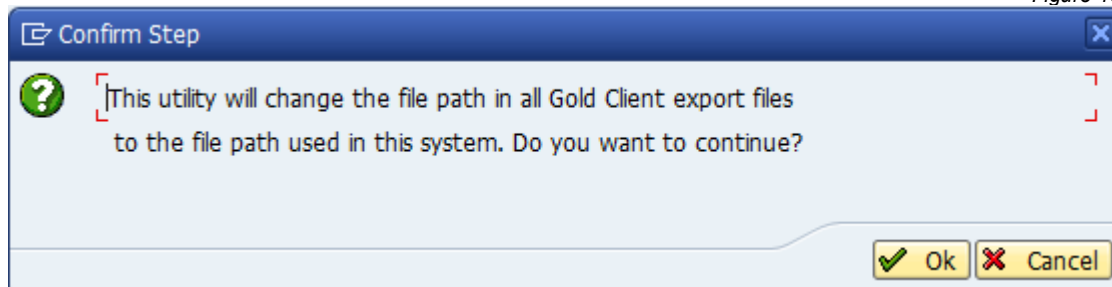 Confirm Step
This utility will change the file path in all Gold Client export files
to the file path used in this system. Do you want to continue?
Ok Cancel